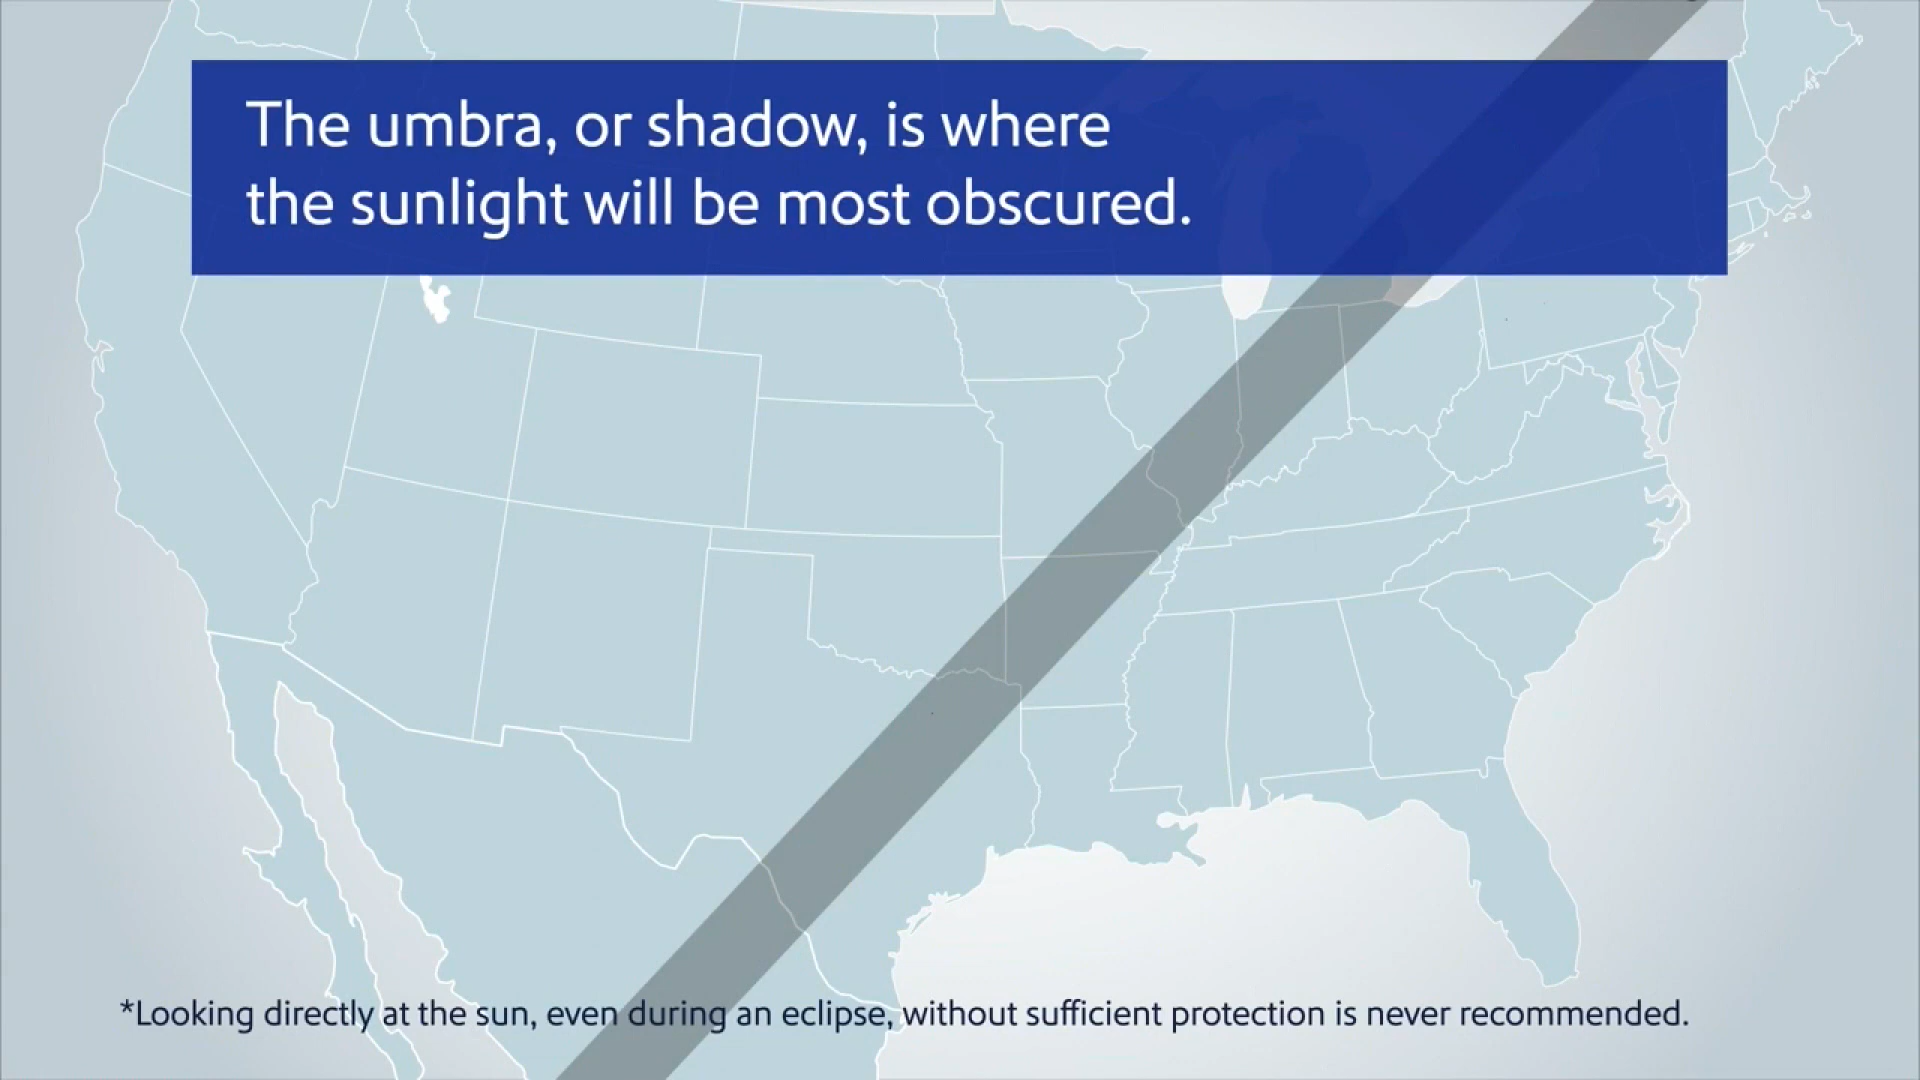 The umbra, or shadow, is where
the sunlight will be most obscured.
*Looking directly at the sun, even during an eclipse, without sufficient protection is never recommended.